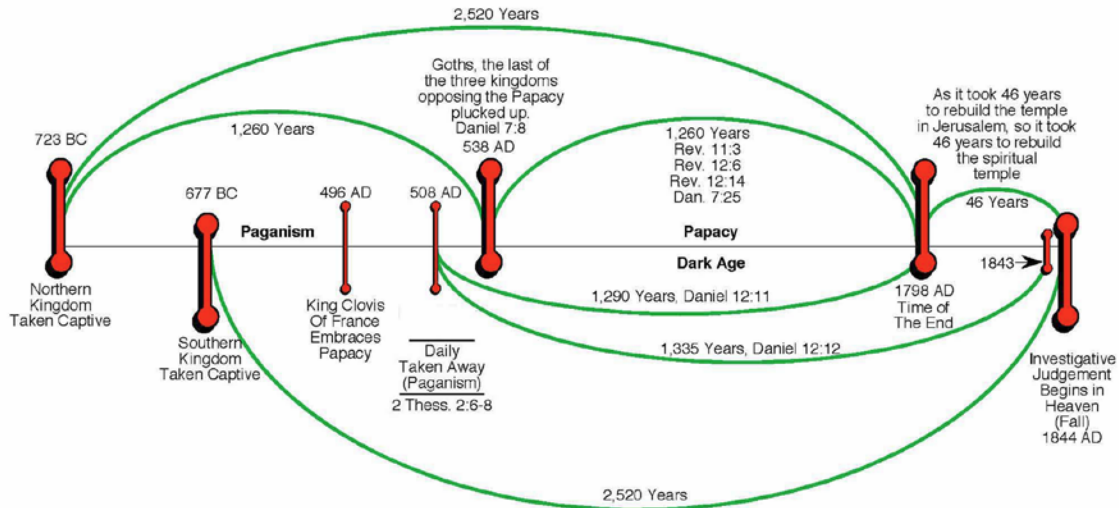 2,520 Years
Goths, the last of
the three kingdoms
opposing the Papacy
plucked up.
Daniel 7:8
538 AD
As it took 46 years
to rebuild the temple
in Jerusalem, so it took
46 years to rebuild
the spiritual
temple
46 Years
723 BC
1,260 Years
1,260 Years
Rev. 11:3
Rev. 12:6
Rev. 12:14
Dan. 7:25
677 BC
496 AD
508 AD
Paganism
Papacy
Dark Age
1843
Northern
Kingdom
Taken Captive
Southern
Kingdom
Taken Captive
King Clovis
Of France
Embraces
Papacy
Daily
Taken Away
(Paganism)
2 Thess. 2:6-8
1,290 Years, Daniel 12:11
1798 AD
Time of
The End
1,335 Years, Daniel 12:12
Investigative
Judgement
Begins in
Heaven
(Fall)
1844 AD
2,520 Years